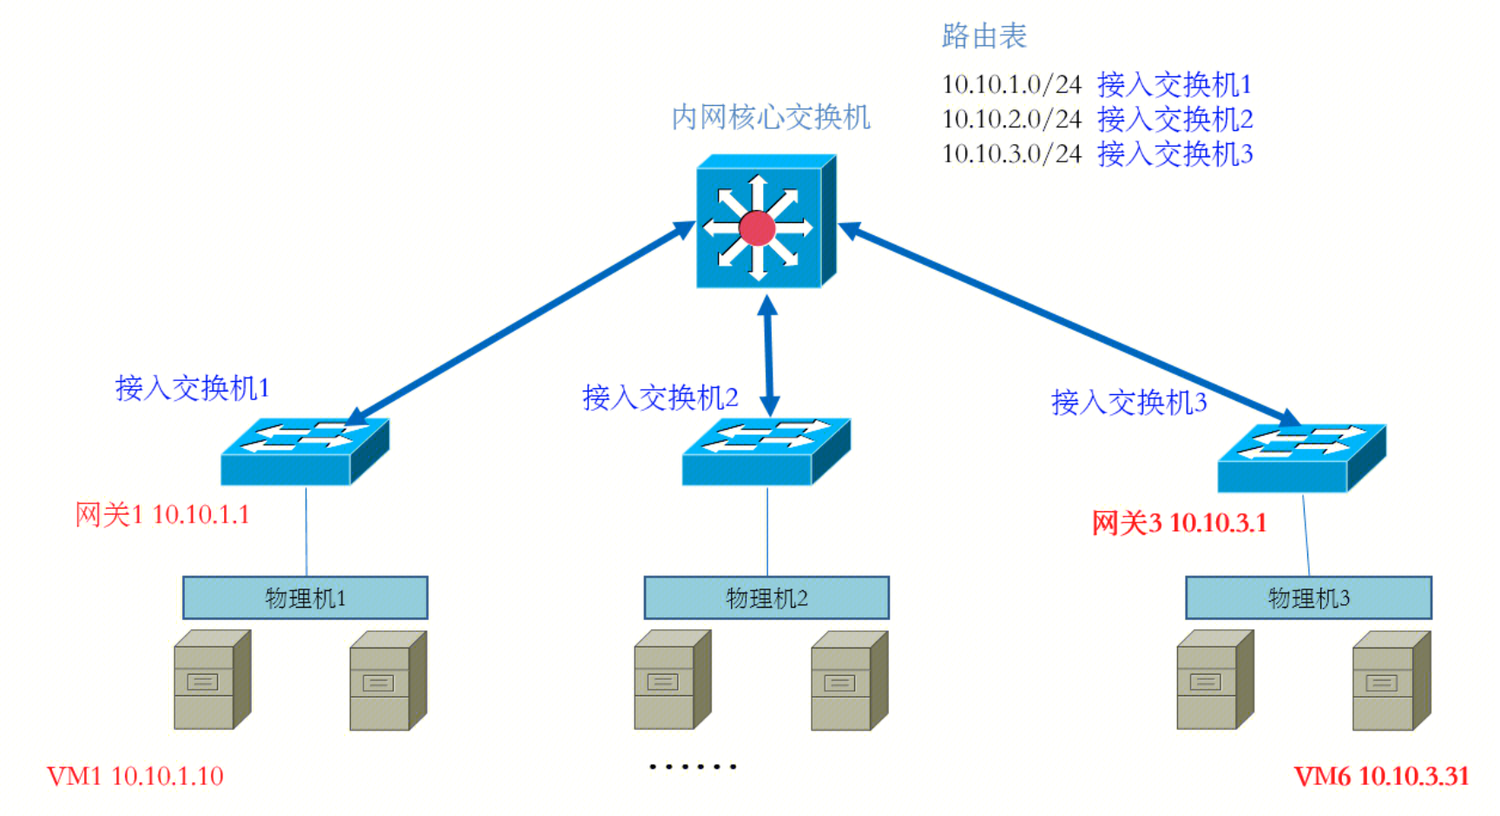 路由表
10.10.1.0/24 接入交换机1
10.10.2.0/24 接入交换机2
10.10.3.0/24 接入交换机3
内网核心交换机
接入交换机1
接入交换机2
接入交换机3
网关1 10.10.1.1
网关3 10.10.3.1
物理机1
物理机2
物理机3
......
VM1 10.10.1.10
VM6 10.10.3.31